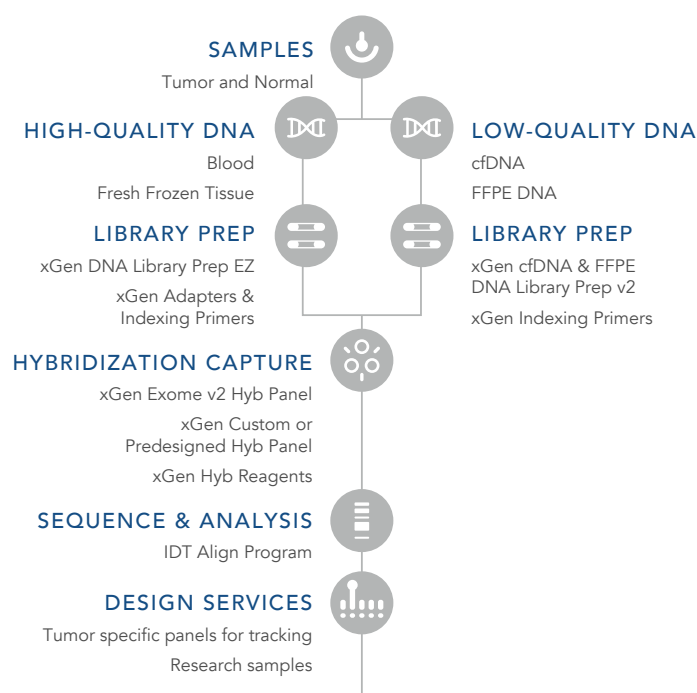 SAMPLES
Tumor and Normal
HIGH-QUALITY DNA
Blood
Fresh Frozen Tissue
LOW-QUALITY DNA
cfDNA
FFPE DNA
LIBRARY PREP
xGen DNA Library Prep EZ
xGen Adapters &
Indexing Primers
LIBRARY PREP
xGen cfDNA & FFPE
DNA Library Prep v2
xGen Indexing Primers
HYBRIDIZATION CAPTURE
xGen Exome v2 Hyb Panel
xGen Custom or
Predesigned Hyb Panel
xGen Hyb Reagents
SEQUENCE & ANALYSIS
IDT Align Program
DESIGN SERVICES
Tumor specific panels for tracking
Research samples